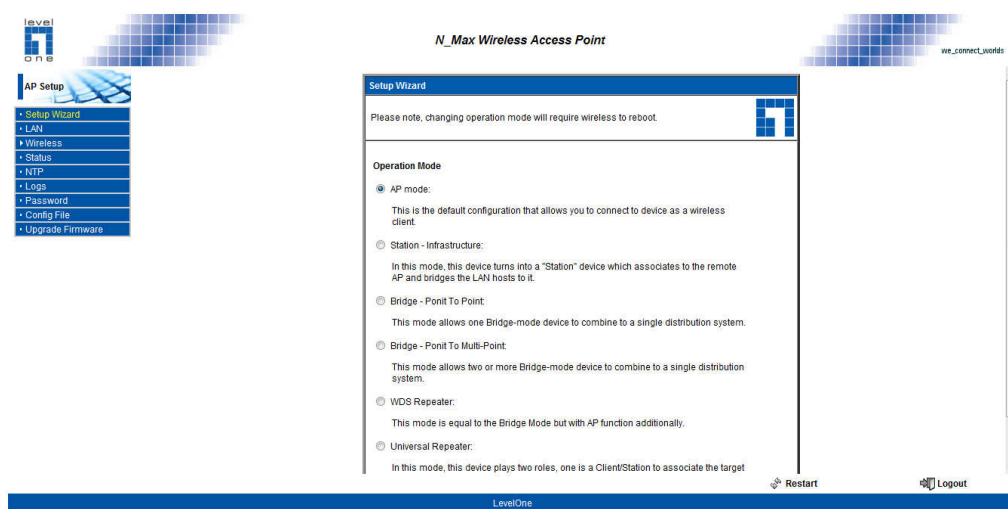 level
one
N_Max Wireless Access Point
we_connect_worlds
AP Setup
Setup Wizard
LAN
Wireless
Status
NTP
Logs
Password
Config File
Upgrade Firmware
Setup Wizard
Please note, changing operation mode will require wireless to reboot.
Operation Mode
AP mode:
This is the default configuration that allows you to connect to device as a wireless
client.
Station - Infrastructure:
In this mode, this device turns into a "Station" device which associates to the remote
AP and bridges the LAN hosts to it.
Bridge - Ponit To Point:
This mode allows one Bridge-mode device to combine to a single distribution system.
Bridge - Ponit To Multi-Point:
This mode allows two or more Bridge-mode device to combine to a single distribution
system.
WDS Repeater:
This mode is equal to the Bridge Mode but with AP function additionally.
Universal Repeater:
In this mode, this device plays two roles, one is a Client/Station to associate the target
Restart
Logout
LevelOne